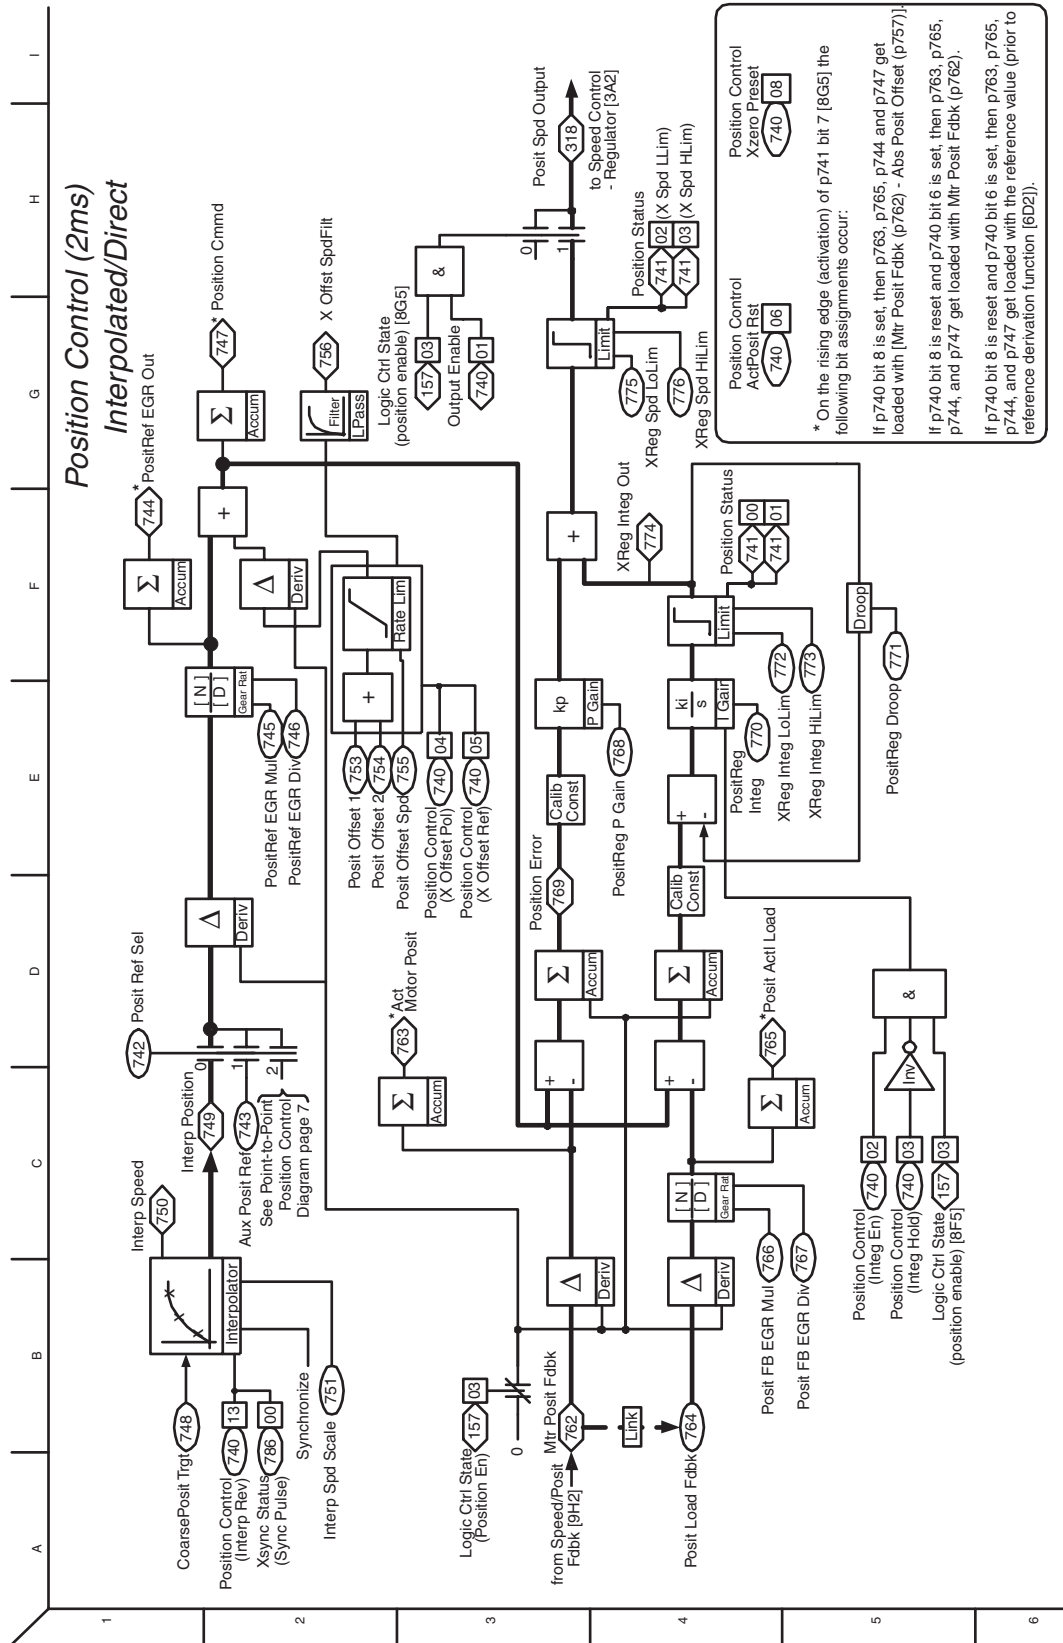 A
B
C
D
E
F
G
H
I
1
2
3
4
5
6
Position Control (2ms)
Interpolated/Direct
CoarsePosit Trgt
748
Position Control
(Interp Rev)
740
13
Xsync Status
(Sync Pulse)
786
00
Synchronize
Interp Spd Scale
751
Interpolator
Interp Speed
750
Interp Position
749
Aux Posit Ref
743
See Point-to-Point
Position Control
Diagram page 7
742
Posit Ref Sel
0
1
2
Δ
Deriv
[ N ]
[ D ]
Gear Rat
PositRef EGR Mul
745
PositRef EGR Div
746
Σ
Accum
744
* PositRef EGR Out
+
Δ
Deriv
Σ
Accum
747
* Position Cmmd
Filter
LPass
756
X Offst SpdFilt
Posit Offset 1
753
Posit Offset 2
754
Posit Offset Spd
755
+
Rate Lim
Position Control
(X Offset Pol)
740
04
Position Control
(X Offset Ref)
740
05
Logic Ctrl State
(position enable) [8G5]
157
03
Output Enable
740
01
&
Logic Ctrl State
(Position En)
157
03
0
from Speed/Posit
Fdbk [9H2]
Mtr Posit Fdbk
762
Link
Posit Load Fdbk
764
Δ
Deriv
Σ
Accum
763
*Act
Motor Posit
+
-
Σ
Accum
Position Error
769
Calib
Const
kp
P Gain
PositReg P Gain
768
+
XReg Integ Out
774
Limit
XReg Spd LoLim
775
XReg Spd HiLim
776
Position Status
741
02
(X Spd LLim)
741
03
(X Spd HLim)
0
1
Posit Spd Output
318
to Speed Control
- Regulator [3A2]
Δ
Deriv
[ N ]
[ D ]
Gear Rat
Posit FB EGR Mul
766
Posit FB EGR Div
767
Σ
Accum
765
*Posit Actl Load
+
-
Σ
Accum
Calib
Const
+
-
ki
s
I Gain
PositReg
Integ
770
Limit
XReg Integ LoLim
772
XReg Integ HiLim
773
Position Status
741
00
741
01
Droop
PositReg Droop
771
Position Control
(Integ En)
740
02
Position Control
(Integ Hold)
740
03
Inv
Logic Ctrl State
(position enable) [8F5]
157
03
&
Position Control
ActPosit Rst
740
06
Position Control
Xzero Preset
740
08
* On the rising edge (activation) of p741 bit 7 [8G5] the
following bit assignments occur:
If p740 bit 8 is set, then p763, p765, p744 and p747 get
loaded with [Mtr Posit Fdbk (p762) - Abs Posit Offset (p757)].
If p740 bit 8 is reset and p740 bit 6 is set, then p763, p765,
p744, and p747 get loaded with Mtr Posit Fdbk (p762).
If p740 bit 8 is reset and p740 bit 6 is set, then p763, p765,
p744, and p747 get loaded with the reference value (prior to
reference derivation function [6D2]).